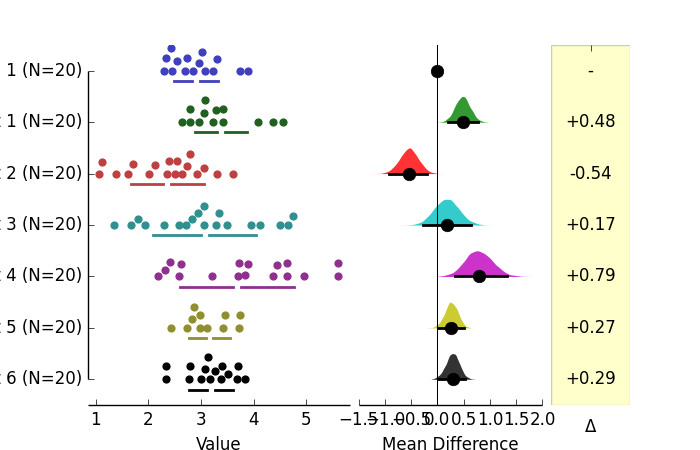 1 (N=20)
-
1 (N=20)
+0.48
2 (N=20)
-0.54
3 (N=20)
+0.17
4 (N=20)
+0.79
5 (N=20)
+0.27
6 (N=20)
+0.29
1 2 3 4 5
−1.5 −1.0 −0.5 0.0 0.5 1.0 1.5 2.0
Value
Mean Difference
Δ